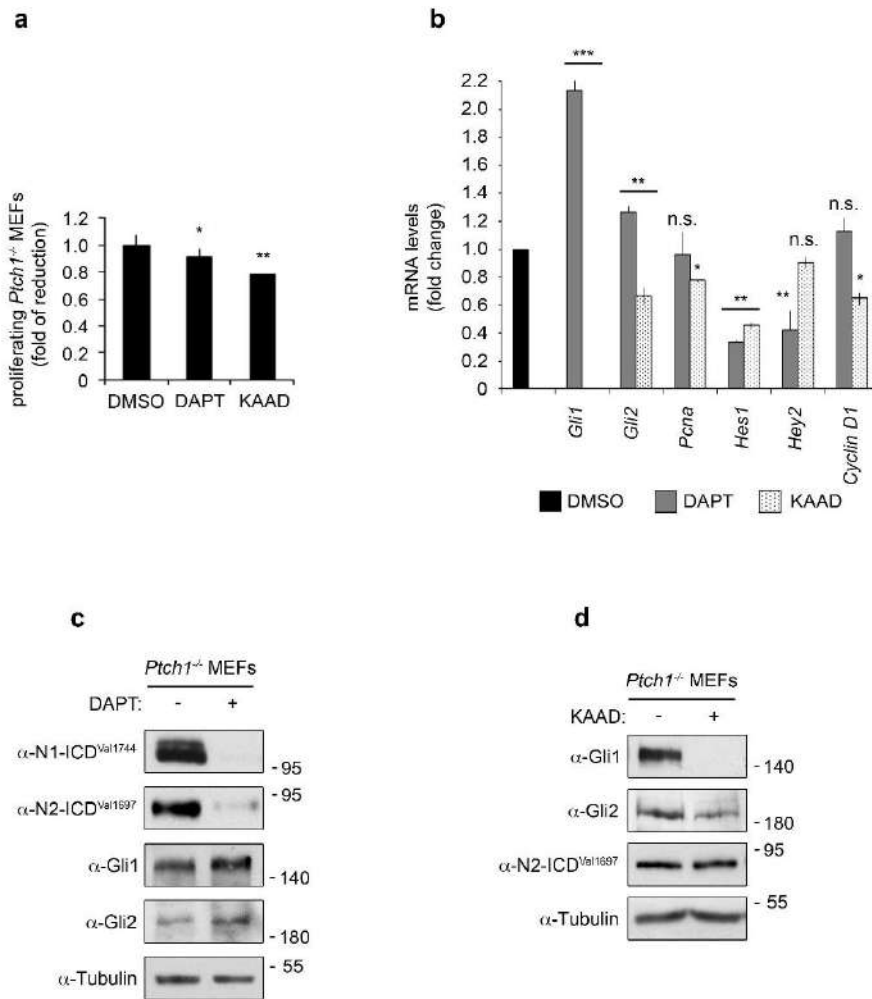 a
proliferating Ptch1-/- MEFs
(fold of reduction)
1.2
1.0
0.8
0.6
0.4
0.2
0
*
**
DMSO DAPT KAAD
b
mRNA levels
(fold change)
2.2
2.0
1.8
1.6
1.4
1.2
1.0
0.8
0.6
0.4
0.2
0
***
**
n.s.
*
**
**
n.s.
n.s.
*
Gli1
Gli2
Pcna
Hes1
Hey2
Cyclin D1
DMSO DAPT KAAD
c
Ptch1-/- MEFs
DAPT: - +
α-N1-ICDVal1744 - 95
α-N2-ICDVal1697 - 95
α-Gli1 - 140
α-Gli2 - 180
α-Tubulin - 55
d
Ptch1-/- MEFs
KAAD: - +
α-Gli1 - 140
α-Gli2 - 180
α-N2-ICDVal1697 - 95
α-Tubulin - 55